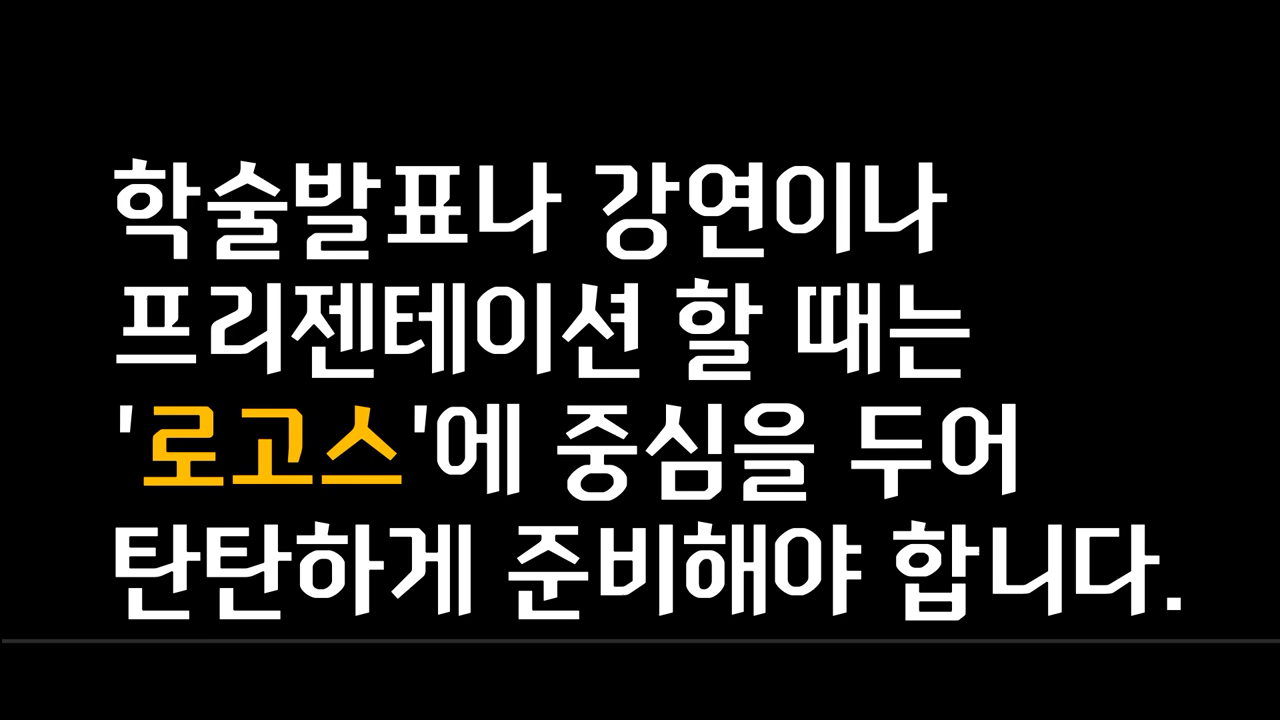 학술발표나 강연이나
프리젠테이션 할 때는
'로고스'에 중심을 두어
탄탄하게 준비해야 합니다.